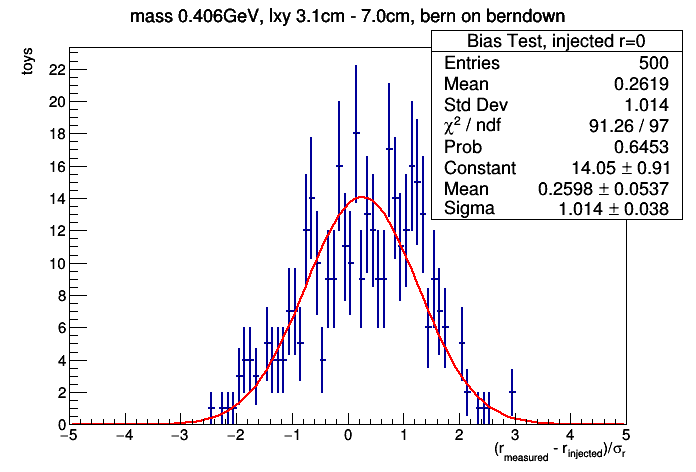 mass 0.406GeV, lxy 3.1cm - 7.0cm, bern on berndown
toys
Bias Test, injected r=0
Entries 500
Mean 0.2619
Std Dev 1.014
χ² / ndf 91.26 / 97
Prob 0.6453
Constant 14.05 ± 0.91
Mean 0.2598 ± 0.0537
Sigma 1.014 ± 0.038
22
20
18
16
14
12
10
8
6
4
2
0
−5 −4 −3 −2 −1 0 1 2 3 4 5
(r_measured - r_injected)/σ_r